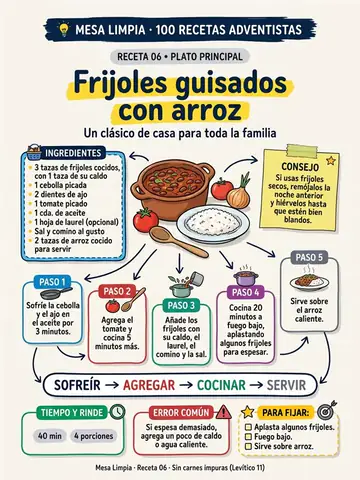 MESA LIMPIA · 100 RECETAS ADVENTISTAS
RECETA 06 • PLATO PRINCIPAL
Frijoles guisados
con arroz
Un clásico de casa para toda la familia
INGREDIENTES
3 tazas de frijoles cocidos,
con 1 taza de su caldo
1 cebolla picada
2 dientes de ajo
1 tomate picado
1 cda. de aceite
1 hoja de laurel (opcional)
Sal y comino al gusto
2 tazas de arroz cocido
para servir
CONSEJO
Si usas frijoles
secos, remójalos la
noche anterior
y hiérvelos hasta
que estén bien
blandos.
PASO 1
Sofríe la cebolla
y el ajo en
el aceite por
3 minutos.
PASO 2
Agrega el
tomate y cocina
5 minutos más.
PASO 3
Añade los
frijoles con
su caldo,
el laurel,
el comino y la sal.
PASO 4
Cocina 20
minutos a
fuego bajo,
aplastando
algunos frijoles
para espesar.
PASO 5
Sirve sobre
el arroz
caliente.
SOFREÍR → AGREGAR → COCINAR → SERVIR
TIEMPO Y RINDE
40 min
4 porciones
ERROR COMÚN
Si espesa demasiado,
agrega un poco de caldo
o agua caliente.
PARA FIJAR:
Aplasta algunos frijoles.
Fuego bajo.
Sirve sobre arroz.
Mesa Limpia · Receta 06 · Sin carnes impuras (Levítico 11)